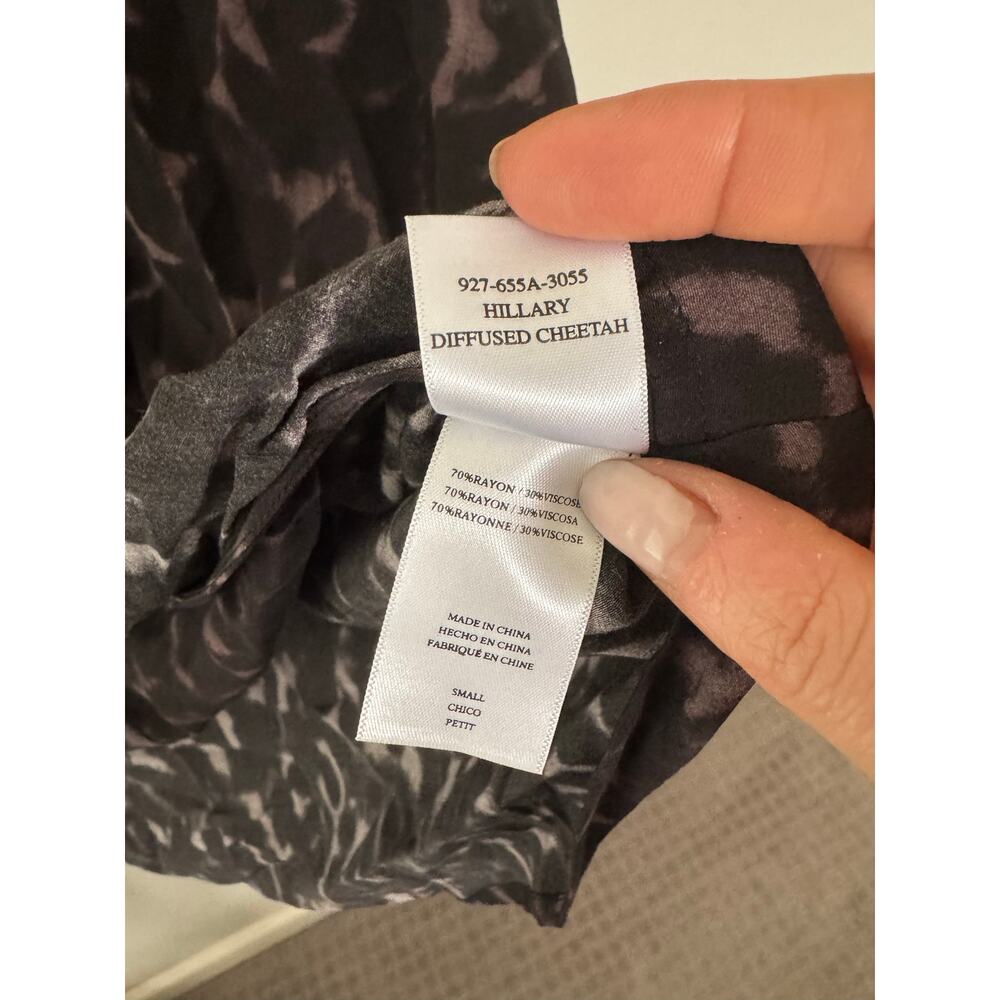 927-655A-3055
HILLARY
DIFFUSED CHEETAH
70%RAYON / 30%VISCOSE
70%RAYON / 30%VISCOSA
70%RAYONNE / 30%VISCOSE
MADE IN CHINA
HECHO EN CHINA
FABRIQUÉ EN CHINE
SMALL
CHICO
PETIT